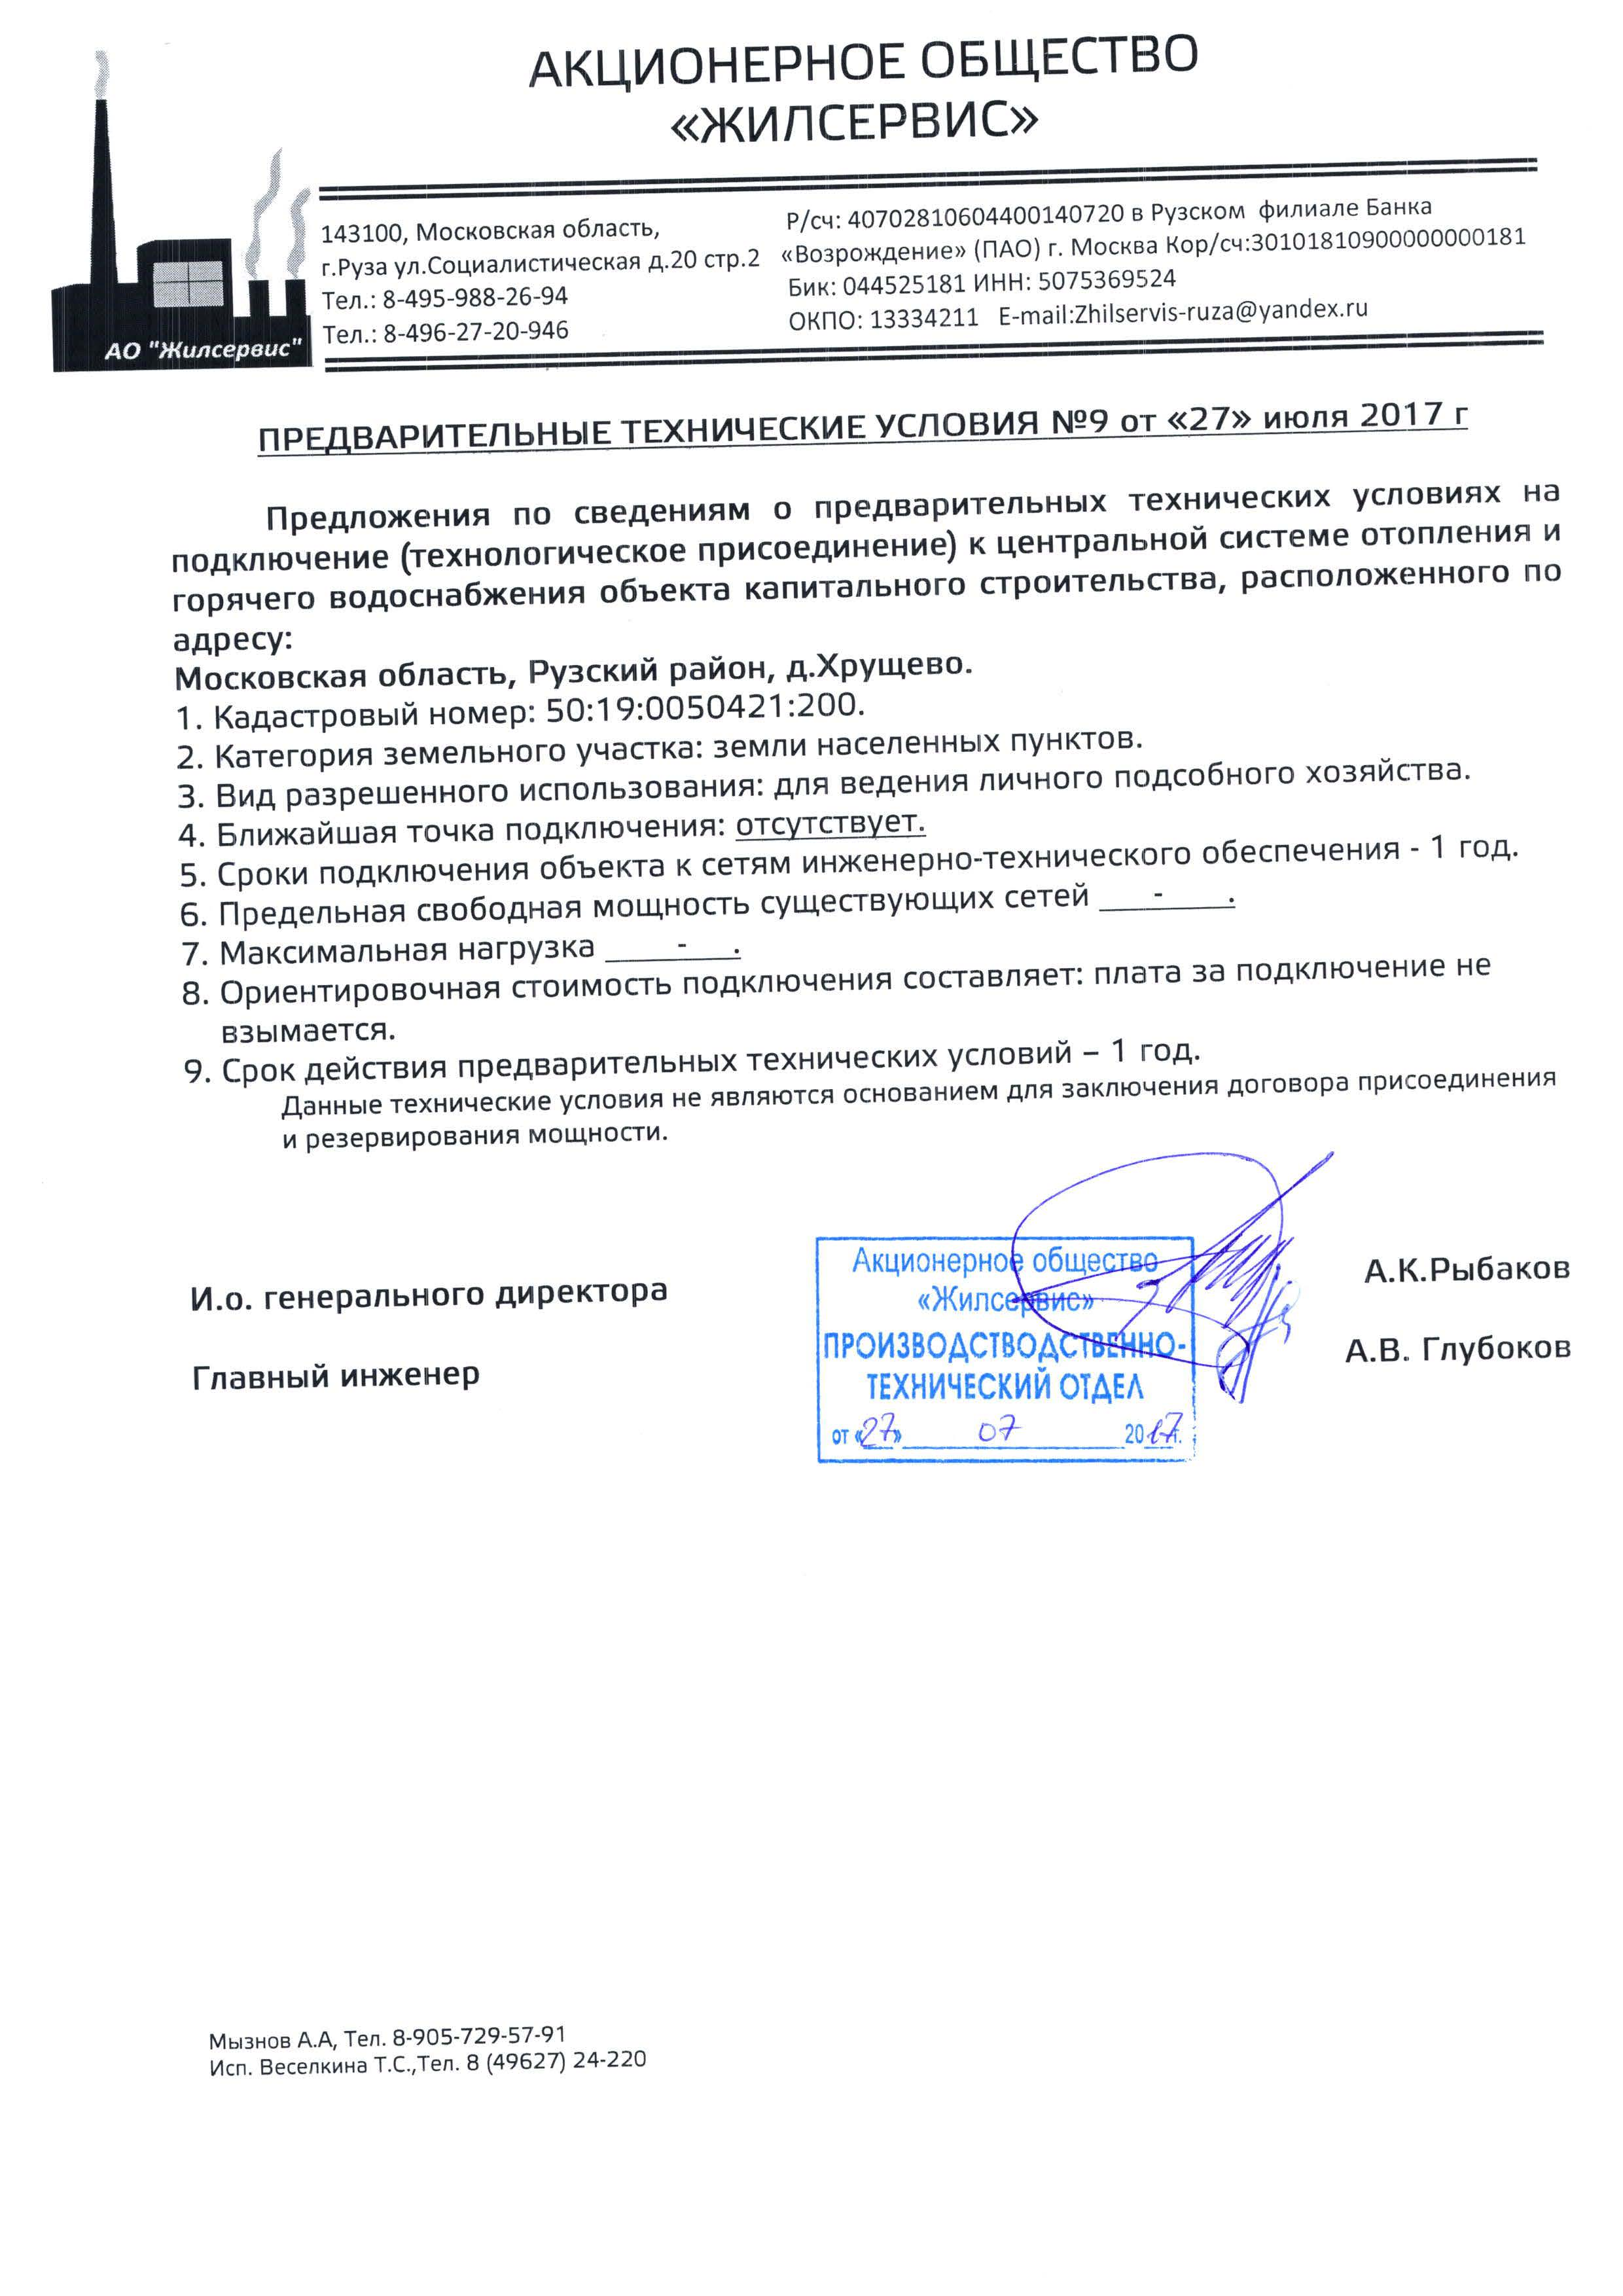 АКЦИОНЕРНОЕ ОБЩЕСТВО
«ЖИЛСЕРВИС»
АО "Жилсервис"
143100, Московская область,
г.Руза ул.Социалистическая д.20 стр.2
Тел.: 8-495-988-26-94
Тел.: 8-496-27-20-946
Р/сч: 40702810604400140720 в Рузском филиале Банка
«Возрождение» (ПАО) г. Москва Кор/сч:30101810900000000181
Бик: 044525181 ИНН: 5075369524
ОКПО: 13334211 E-mail:Zhilservis-ruza@yandex.ru
ПРЕДВАРИТЕЛЬНЫЕ ТЕХНИЧЕСКИЕ УСЛОВИЯ №9 от «27» июля 2017 г
Предложения по сведениям о предварительных технических условиях на
подключение (технологическое присоединение) к центральной системе отопления и
горячего водоснабжения объекта капитального строительства, расположенного по
адресу:
Московская область, Рузский район, д.Хрущево.
1. Кадастровый номер: 50:19:0050421:200.
2. Категория земельного участка: земли населенных пунктов.
3. Вид разрешенного использования: для ведения личного подсобного хозяйства.
4. Ближайшая точка подключения: отсутствует.
5. Сроки подключения объекта к сетям инженерно-технического обеспечения - 1 год.
6. Предельная свободная мощность существующих сетей ___-____.
7. Максимальная нагрузка ____-___.
8. Ориентировочная стоимость подключения составляет: плата за подключение не
взымается.
9. Срок действия предварительных технических условий – 1 год.
Данные технические условия не являются основанием для заключения договора присоединения
и резервирования мощности.
И.о. генерального директора
А.К.Рыбаков
Главный инженер
А.В. Глубоков
Акционерное общество
«Жилсервис»
ПРОИЗВОДСТВОДСТВЕННО-
ТЕХНИЧЕСКИЙ ОТДЕЛ
от «27» 07 2017г.
Мызнов А.А, Тел. 8-905-729-57-91
Исп. Веселкина Т.С.,Тел. 8 (49627) 24-220